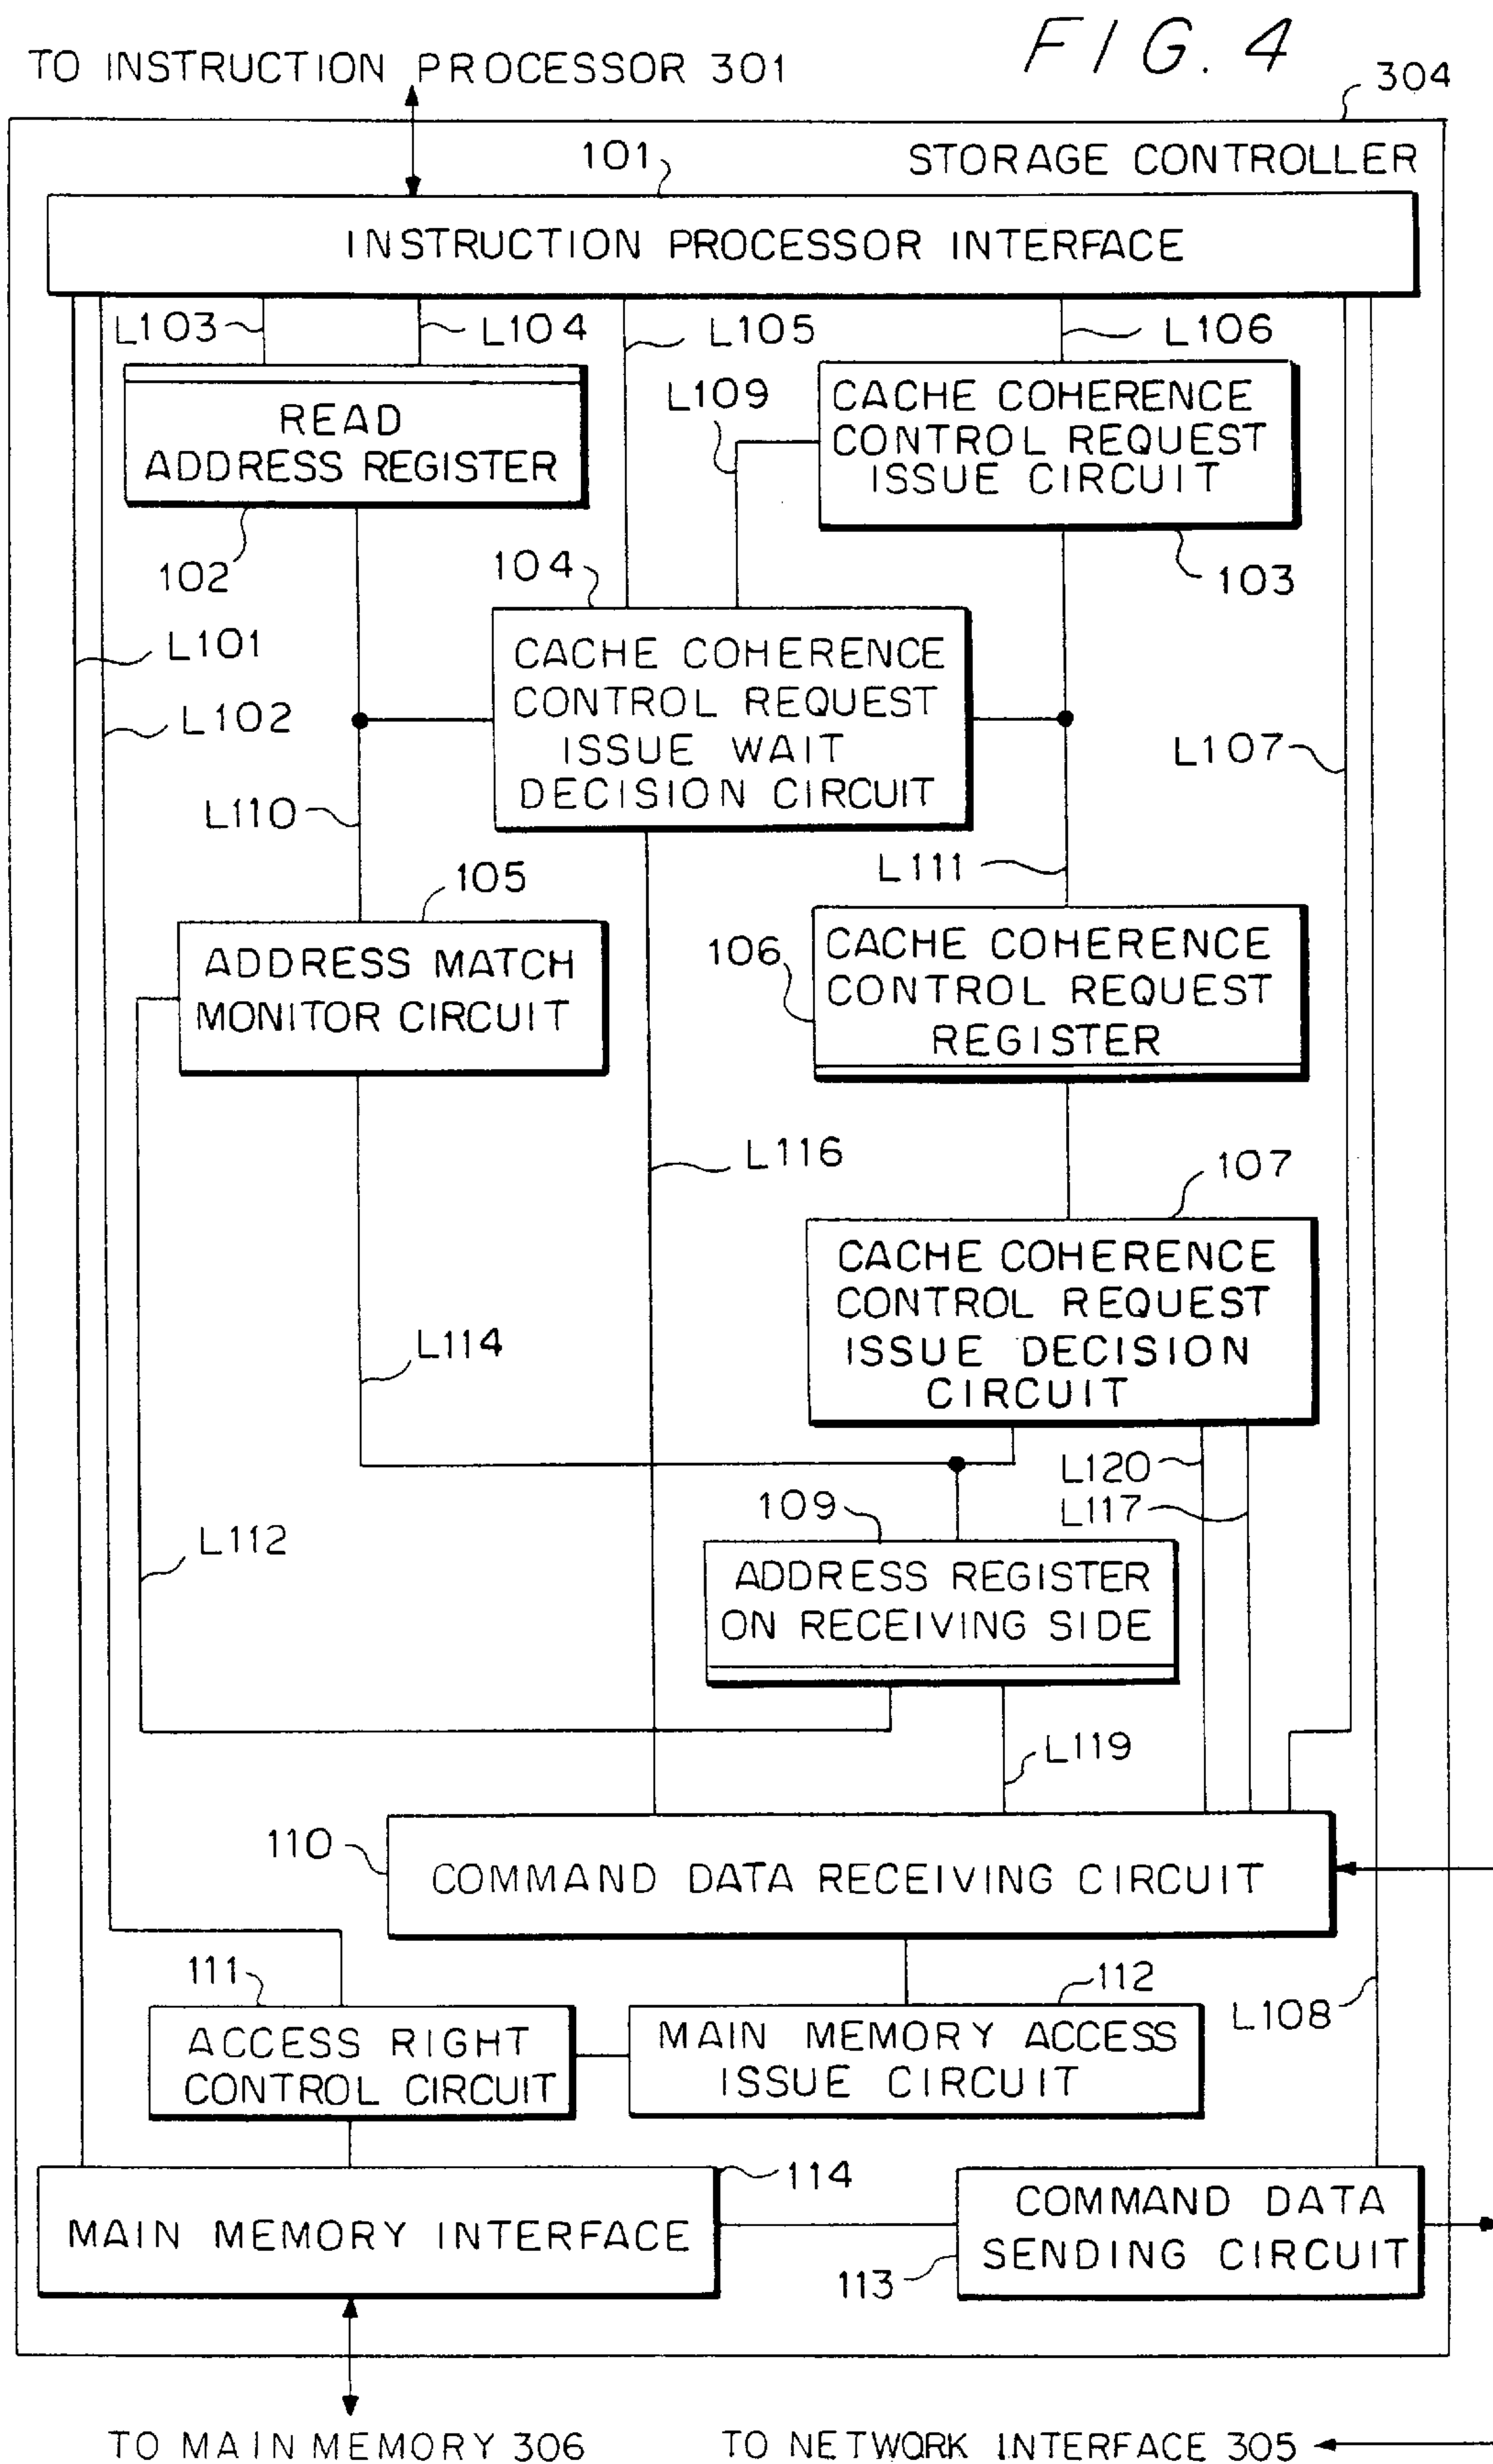 FIG. 4
TO INSTRUCTION PROCESSOR 301
304
STORAGE CONTROLLER
101
INSTRUCTION PROCESSOR INTERFACE
L103
L104
L105
L106
READ
ADDRESS REGISTER
102
L109
CACHE COHERENCE
CONTROL REQUEST
ISSUE CIRCUIT
103
104
CACHE COHERENCE
CONTROL REQUEST
ISSUE WAIT
DECISION CIRCUIT
L101
L102
L107
L110
L111
105
ADDRESS MATCH
MONITOR CIRCUIT
106
CACHE COHERENCE
CONTROL REQUEST
REGISTER
L116
107
CACHE COHERENCE
CONTROL REQUEST
ISSUE DECISION
CIRCUIT
L114
L120
L117
L112
109
ADDRESS REGISTER
ON RECEIVING SIDE
L119
110
COMMAND DATA RECEIVING CIRCUIT
111
ACCESS RIGHT
CONTROL CIRCUIT
112
MAIN MEMORY ACCESS
ISSUE CIRCUIT
L108
114
MAIN MEMORY INTERFACE
113
COMMAND DATA
SENDING CIRCUIT
TO MAIN MEMORY 306
TO NETWORK INTERFACE 305